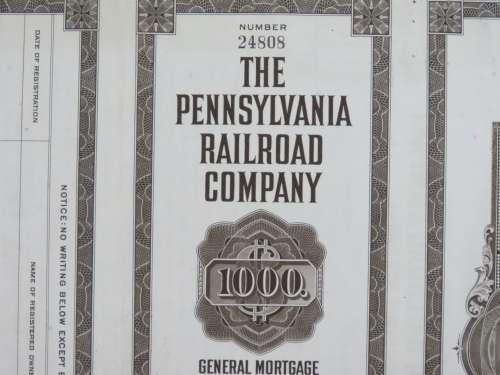 NUMBER
24808
THE
PENNSYLVANIA
RAILROAD
COMPANY
$1000.
GENERAL MORTGAGE
DATE OF REGISTRATION
NOTICE: NO WRITING BELOW EXCEPT
NAME OF REGISTERED